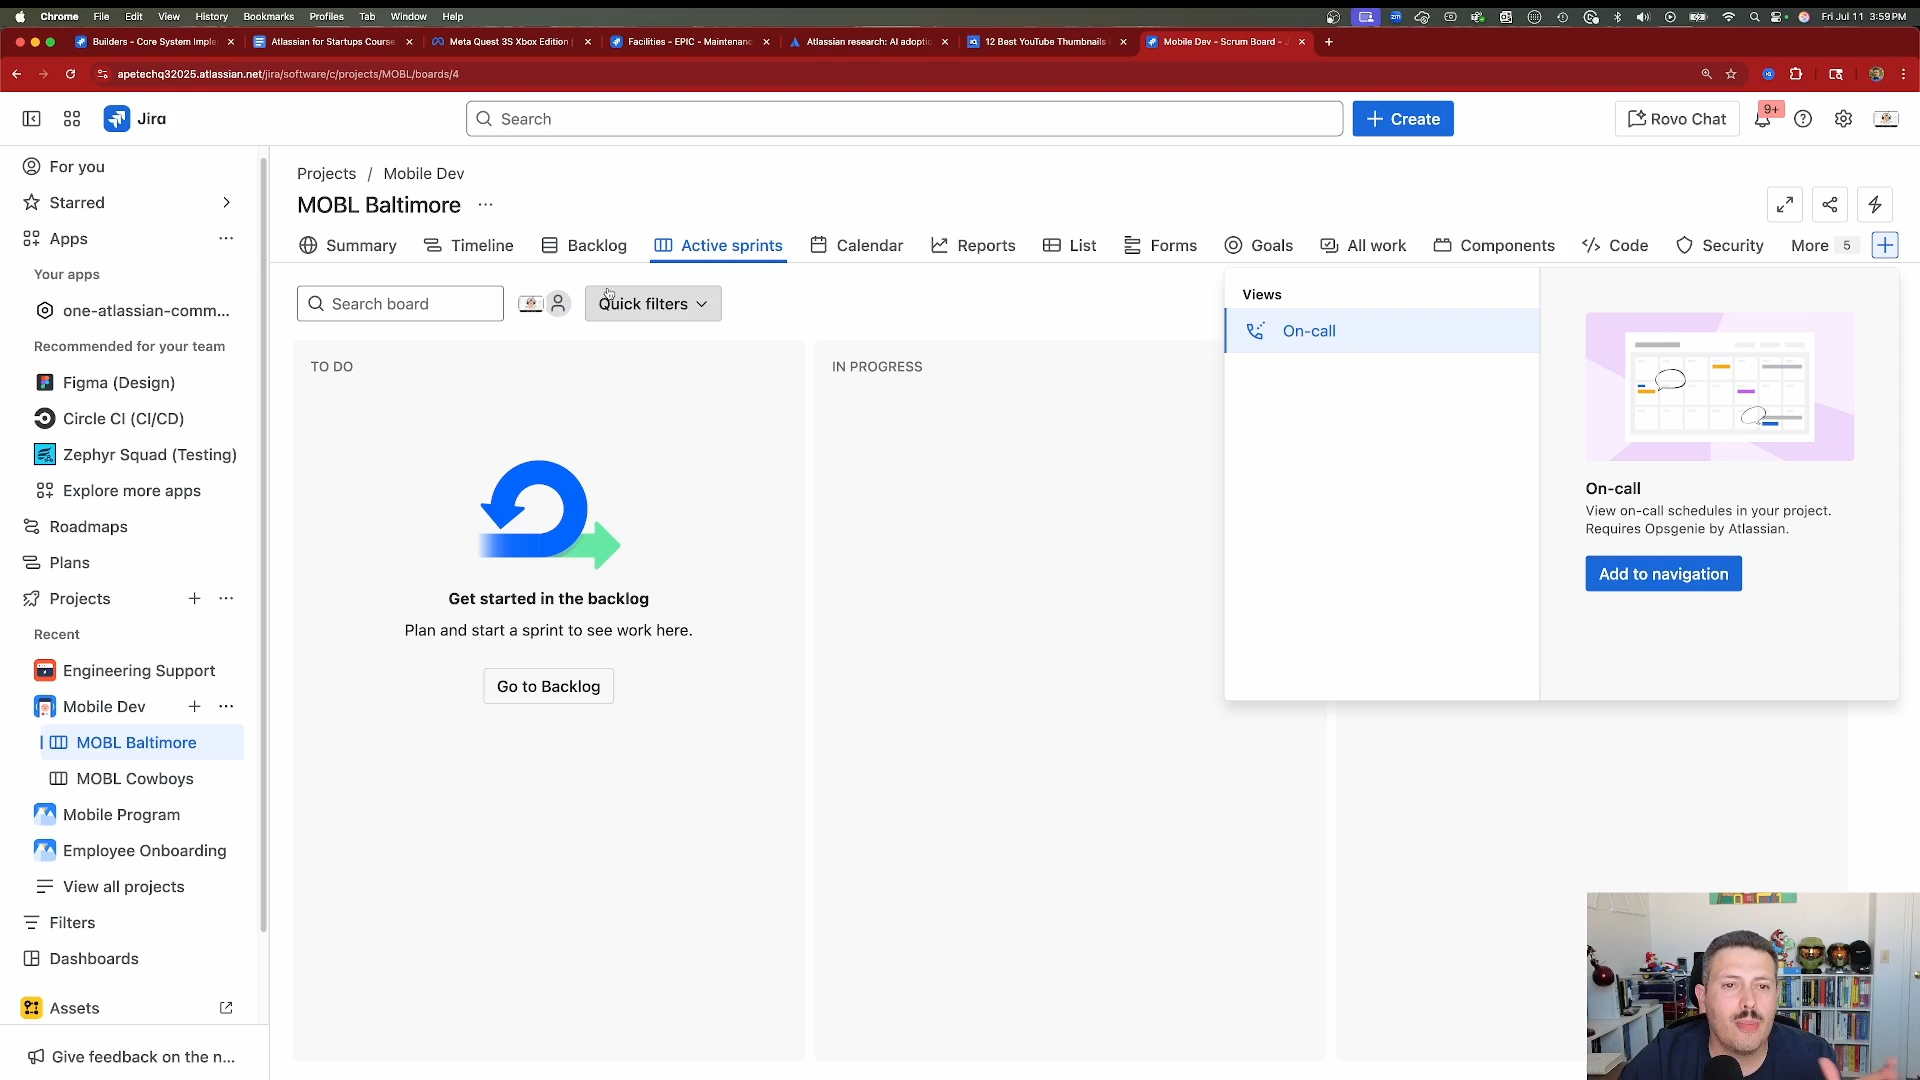 Chrome File Edit View History Bookmarks Profiles Tab Window Help
Fri Jul 11 3:59PM
Builders - Core System Imple
Atlassian for Startups Course
Meta Quest 3S Xbox Edition
Facilities - EPIC - Maintenanc
Atlassian research: AI adoptio
12 Best YouTube Thumbnails
Mobile Dev - Scrum Board -
apetechq32025.atlassian.net/jira/software/c/projects/MOBL/boards/4
Jira
Search
Create
Rovo Chat
9+
For you
Starred
Apps
Your apps
one-atlassian-comm...
Recommended for your team
Figma (Design)
Circle CI (CI/CD)
Zephyr Squad (Testing)
Explore more apps
Roadmaps
Plans
Projects
Recent
Engineering Support
Mobile Dev
MOBL Baltimore
MOBL Cowboys
Mobile Program
Employee Onboarding
View all projects
Filters
Dashboards
Assets
Give feedback on the n...
Projects / Mobile Dev
MOBL Baltimore
Summary
Timeline
Backlog
Active sprints
Calendar
Reports
List
Forms
Goals
All work
Components
Code
Security
More 5
Search board
Quick filters
TO DO
IN PROGRESS
Get started in the backlog
Plan and start a sprint to see work here.
Go to Backlog
Views
On-call
On-call
View on-call schedules in your project.
Requires Opsgenie by Atlassian.
Add to navigation